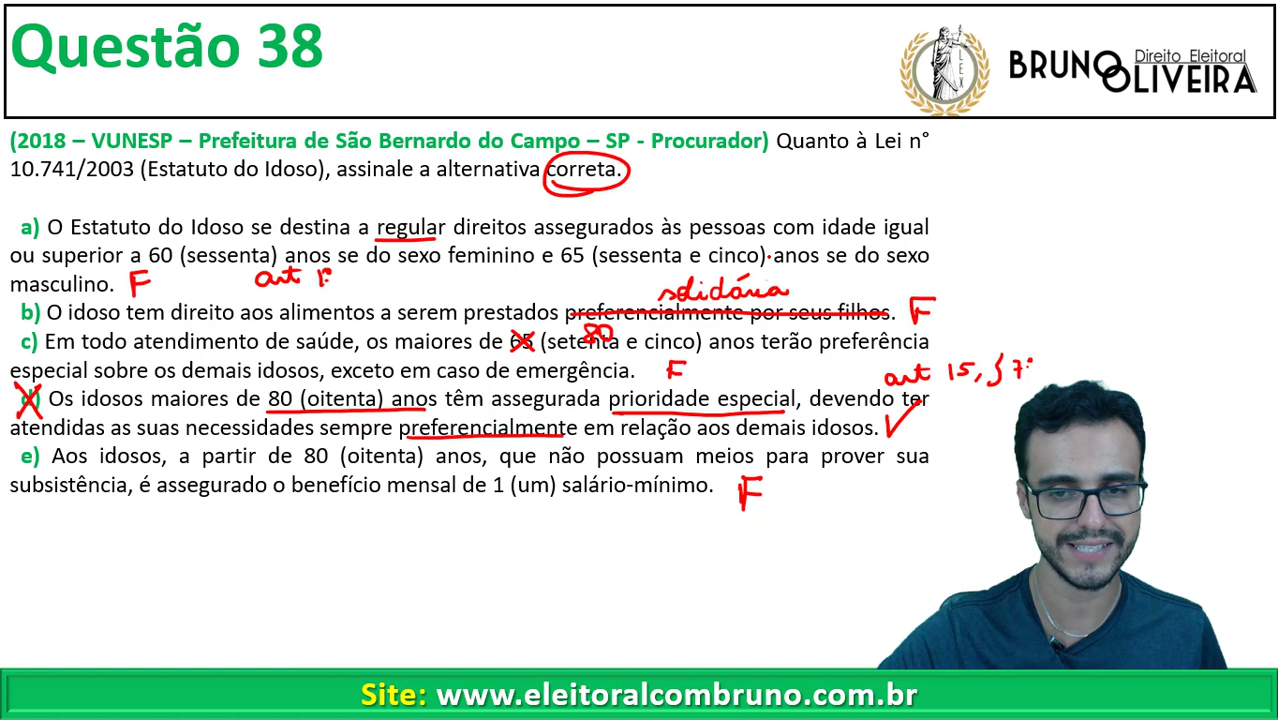 Questão 38
BRUNO Direito Eleitoral
OLIVEIRA
LEX
(2018 – VUNESP – Prefeitura de São Bernardo do Campo – SP - Procurador) Quanto à Lei n°
10.741/2003 (Estatuto do Idoso), assinale a alternativa correta.
a) O Estatuto do Idoso se destina a regular direitos assegurados às pessoas com idade igual
ou superior a 60 (sessenta) anos se do sexo feminino e 65 (sessenta e cinco) anos se do sexo
masculino. F art 1º
solidária
b) O idoso tem direito aos alimentos a serem prestados preferencialmente por seus filhos. F
80
c) Em todo atendimento de saúde, os maiores de 65 (setenta e cinco) anos terão preferência
especial sobre os demais idosos, exceto em caso de emergência. F
art 15, § 7º
d) Os idosos maiores de 80 (oitenta) anos têm assegurada prioridade especial, devendo ter
atendidas as suas necessidades sempre preferencialmente em relação aos demais idosos.
e) Aos idosos, a partir de 80 (oitenta) anos, que não possuam meios para prover sua
subsistência, é assegurado o benefício mensal de 1 (um) salário-mínimo. F
Site: www.eleitoralcombruno.com.br